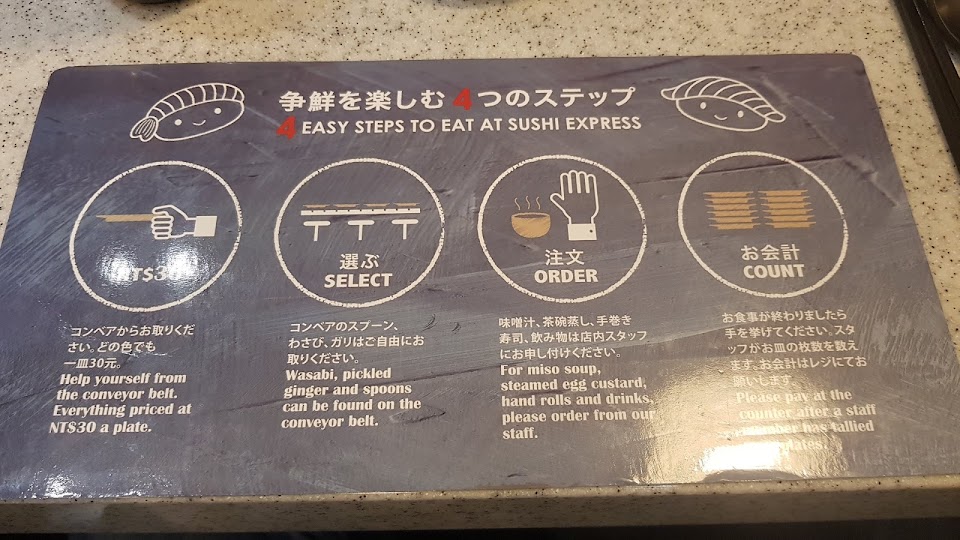 争鮮を楽しむ 4つのステップ
4 EASY STEPS TO EAT AT SUSHI EXPRESS
NT$30
コンベアからお取りくだ
さい。どの色でも
一皿30元。
Help yourself from
the conveyor belt.
Everything priced at
NT$30 a plate.
選ぶ
SELECT
コンベアのスプーン、
わさび、ガリはご自由にお
取りください。
Wasabi, pickled
ginger and spoons
can be found on the
conveyor belt.
注文
ORDER
味噌汁、茶碗蒸し、手巻き
寿司、飲み物は店内スタッフ
にお申し付けください。
For miso soup,
steamed egg custard,
hand rolls and drinks,
please order from our
staff.
お会計
COUNT
お食事が終わりましたら
手を挙げてください。スタ
ッフがお皿の枚数を数え
ます。お会計はレジにてお
願いします。
Please pay at the
counter after a staff
member has tallied
plates.